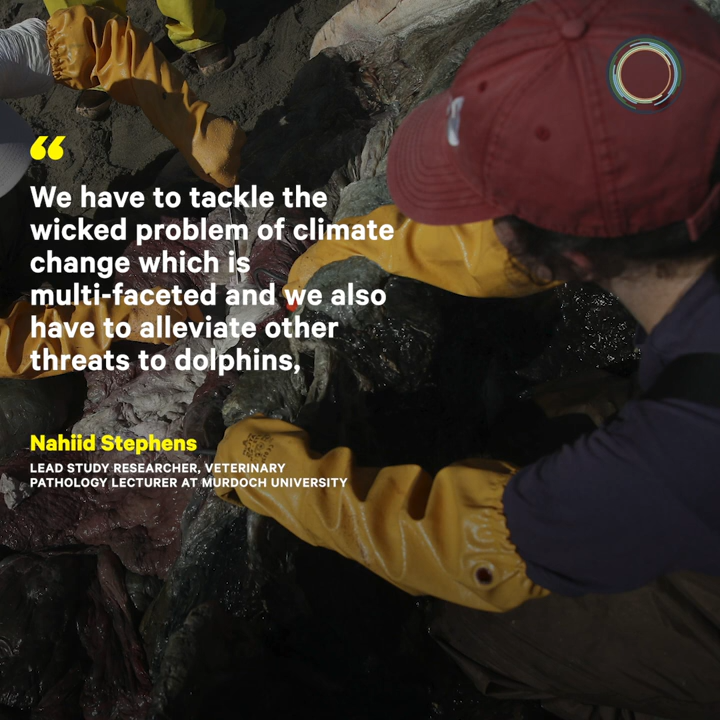 “
We have to tackle the
wicked problem of climate
change which is
multi-faceted and we also
have to alleviate other
threats to dolphins,
Nahiid Stephens
LEAD STUDY RESEARCHER, VETERINARY
PATHOLOGY LECTURER AT MURDOCH UNIVERSITY